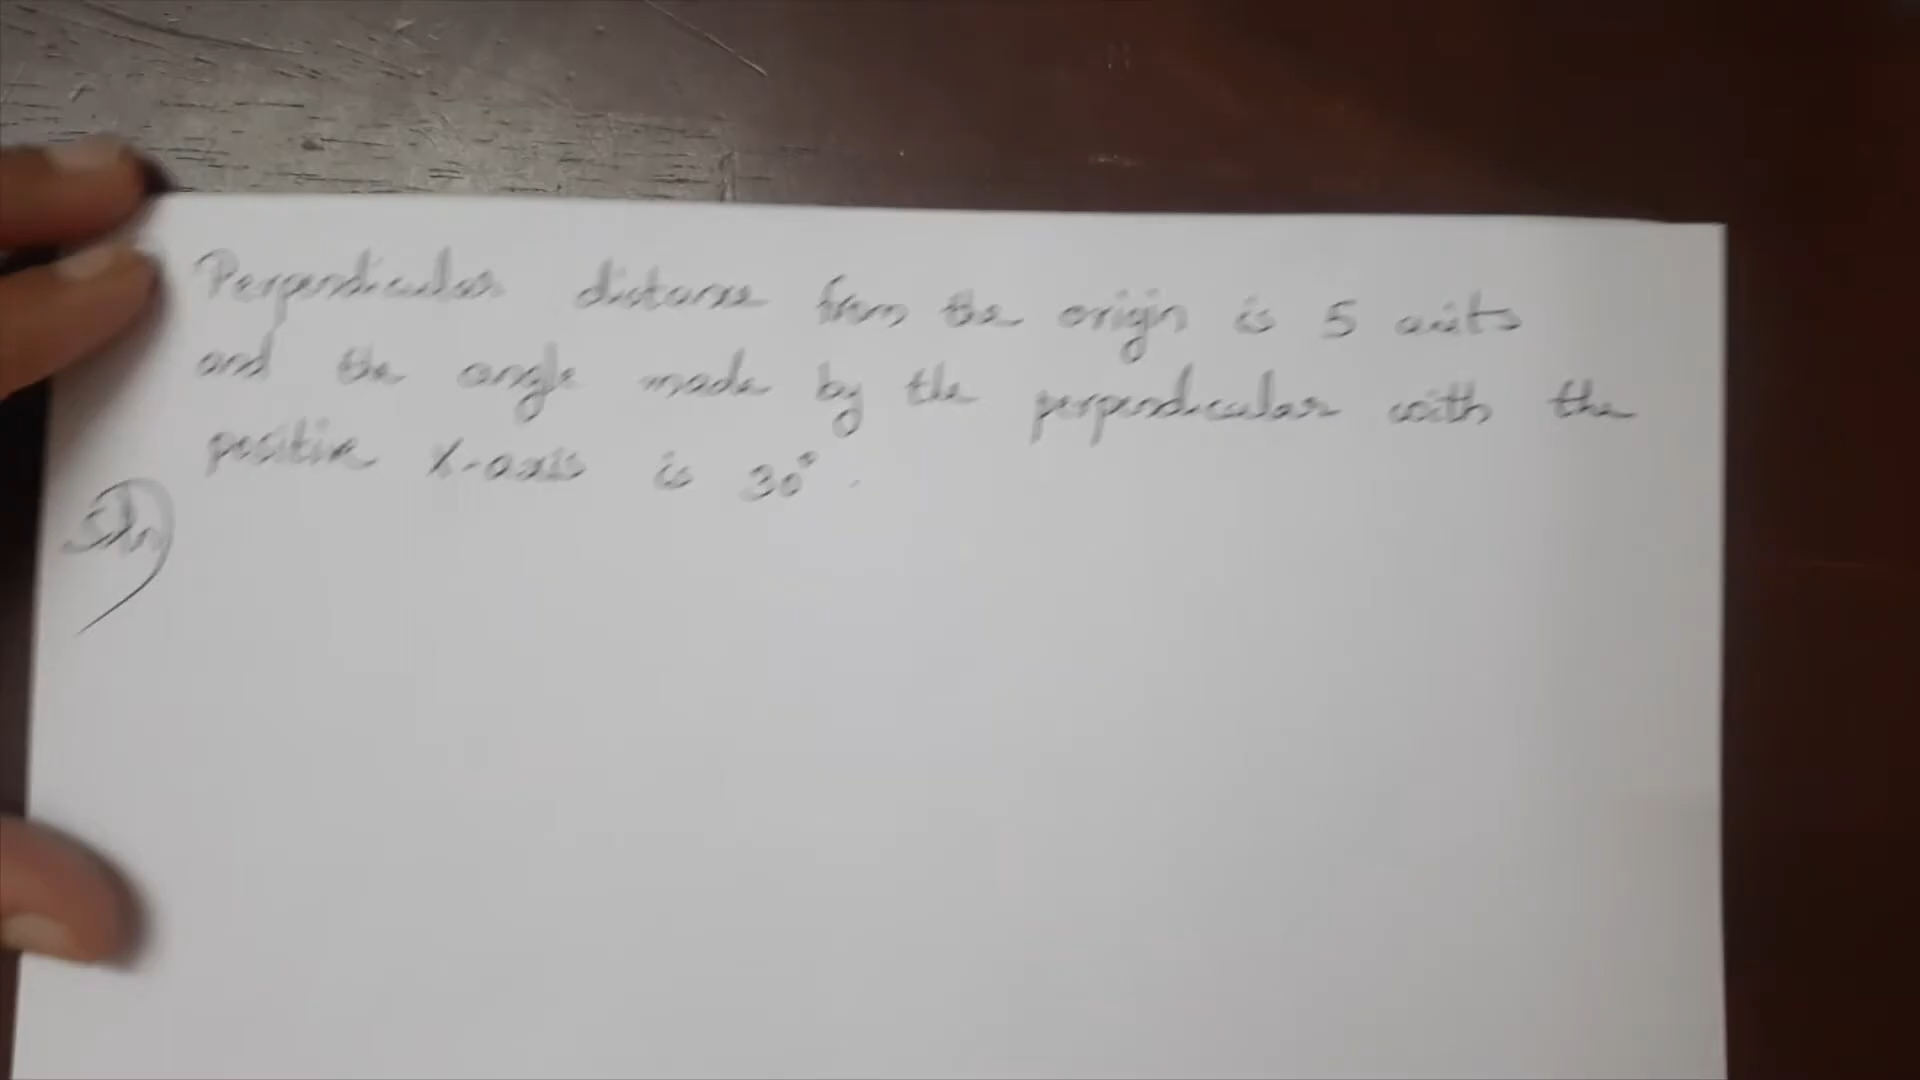 Perpendicular distance from the origin is 5 units
and the angle made by the perpendicular with the
positive X-axis is 30°.
Soln